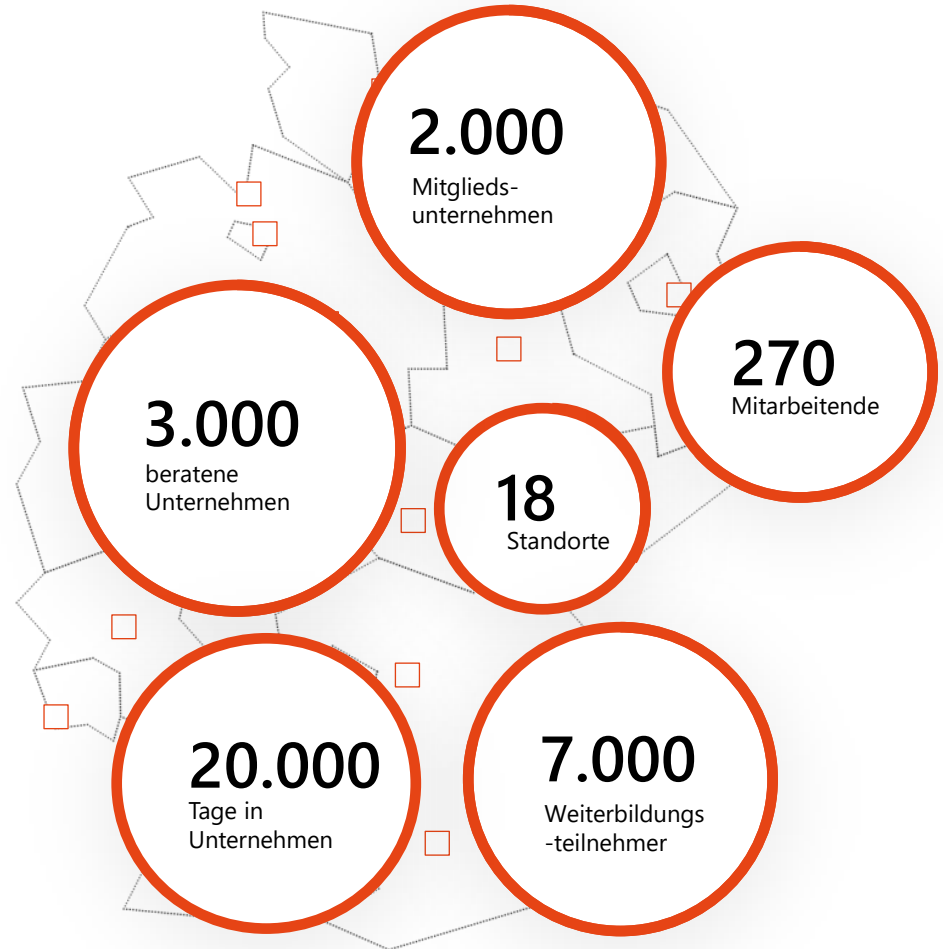 2.000
Mitglieds-
unternehmen
270
Mitarbeitende
3.000
beratene
Unternehmen
18
Standorte
20.000
Tage in
Unternehmen
7.000
Weiterbildungs
-teilnehmer